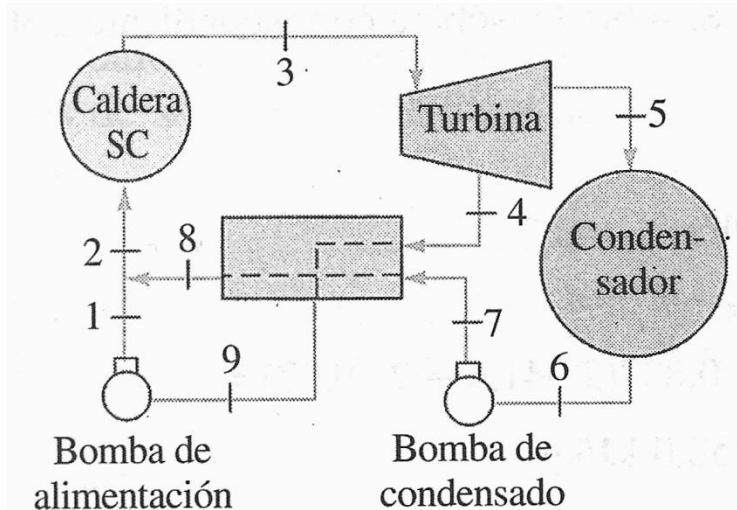 3
Caldera
SC
Turbina
5
4
2
8
Conden-
sador
1
7
9
6
Bomba de
alimentación
Bomba de
condensado